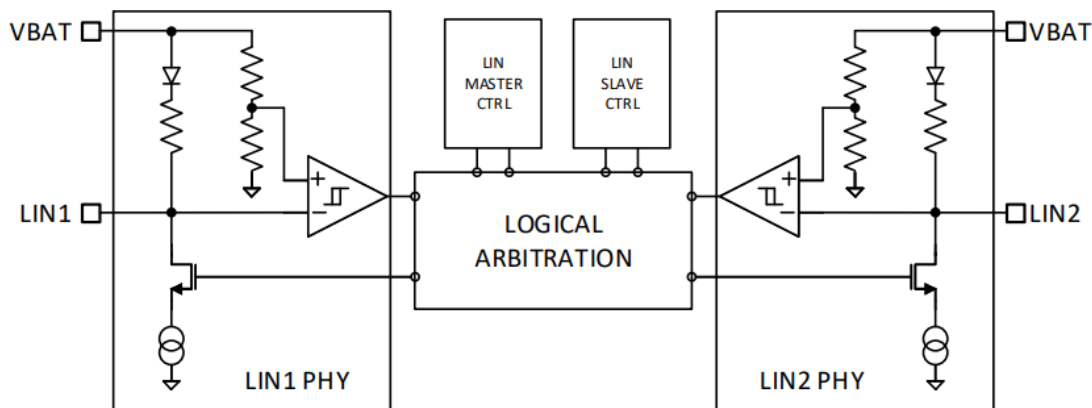 VBAT
LIN1
+
−
LIN1 PHY
LIN
MASTER
CTRL
LIN
SLAVE
CTRL
LOGICAL
ARBITRATION
VBAT
LIN2
+
−
LIN2 PHY